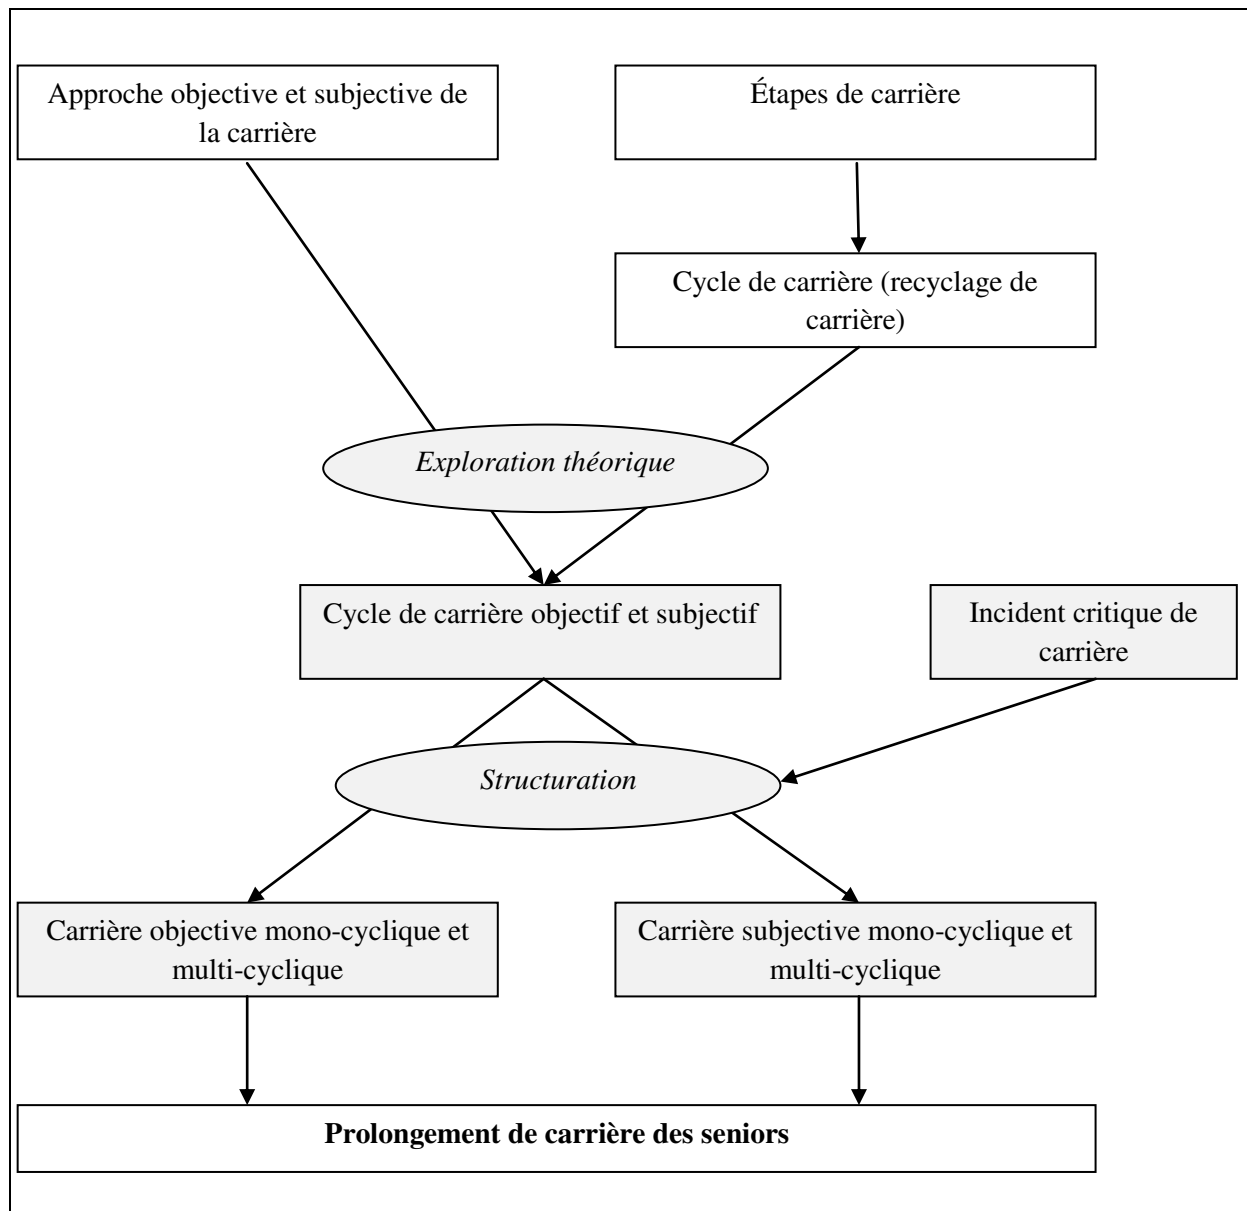 Approche objective et subjective de
la carrière
Étapes de carrière
Cycle de carrière (recyclage de
carrière)
Exploration théorique
Cycle de carrière objectif et subjectif
Incident critique de
carrière
Structuration
Carrière objective mono-cyclique et
multi-cyclique
Carrière subjective mono-cyclique et
multi-cyclique
Prolongement de carrière des seniors